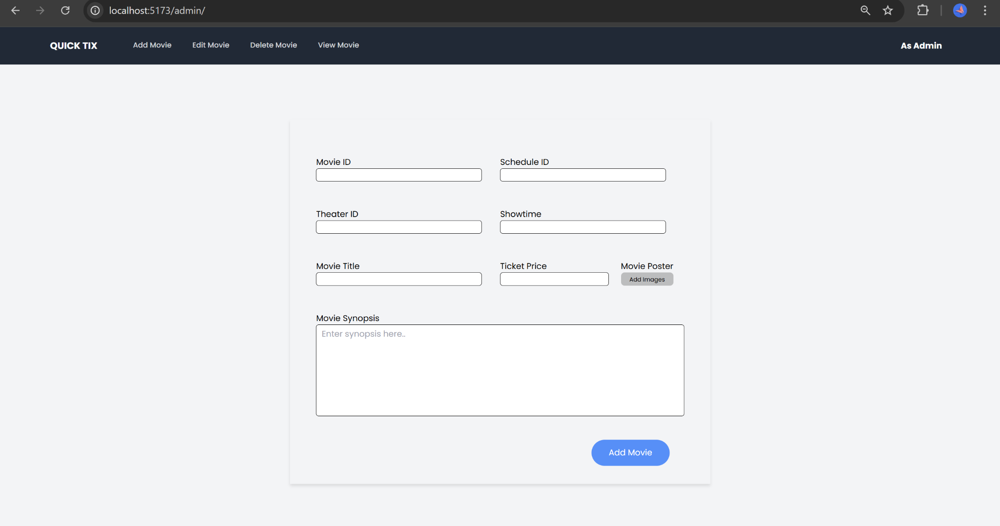 localhost:5173/admin/
QUICK TIX Add Movie Edit Movie Delete Movie View Movie As Admin
Movie ID Schedule ID
Theater ID Showtime
Movie Title Ticket Price Movie Poster
Add Images
Movie Synopsis
Enter synopsis here..
Add Movie